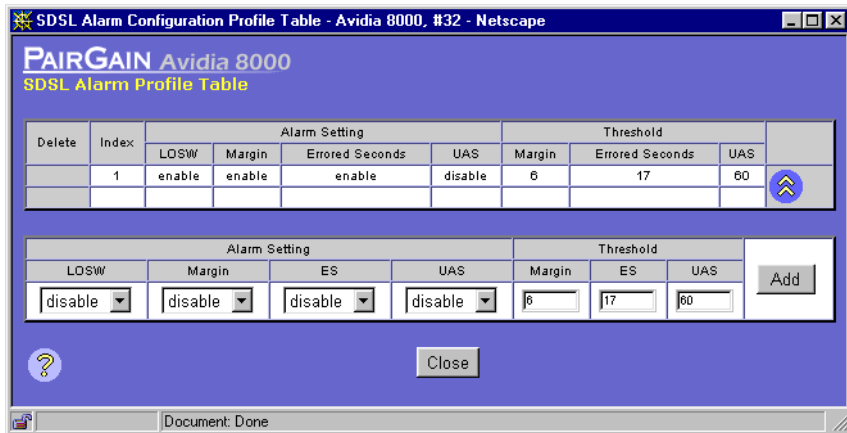 SDSL Alarm Configuration Profile Table - Avidia 8000, #32 - Netscape
PAIRGAIN Avidia 8000
SDSL Alarm Profile Table
Delete Index Alarm Setting Threshold
LOSW Margin Errored Seconds UAS Margin Errored Seconds UAS
1 enable enable enable disable 6 17 60
Alarm Setting Threshold
LOSW Margin ES UAS Margin ES UAS
disable disable disable disable 6 17 60 Add
? Close
Document: Done